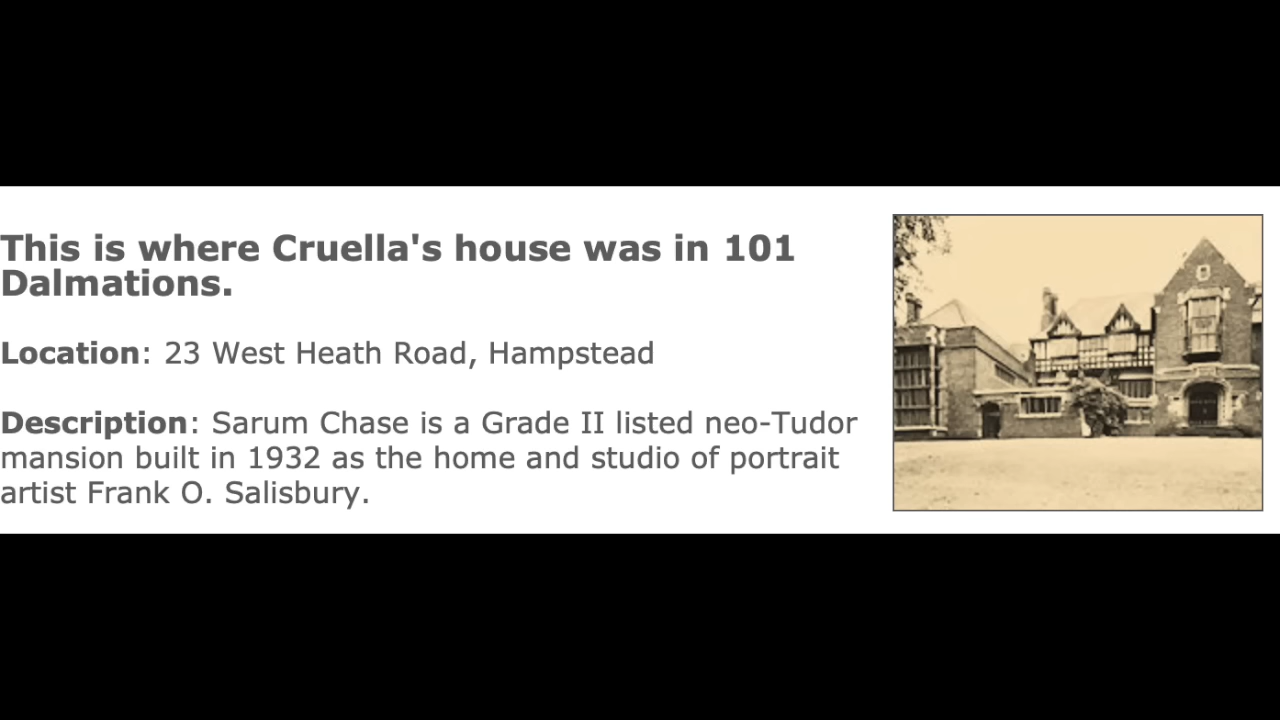 This is where Cruella's house was in 101
Dalmations.
Location: 23 West Heath Road, Hampstead
Description: Sarum Chase is a Grade II listed neo-Tudor
mansion built in 1932 as the home and studio of portrait
artist Frank O. Salisbury.